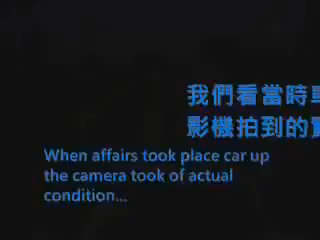 我們看當時
影機拍到的
When affairs took place car up
the camera took of actual
condition...